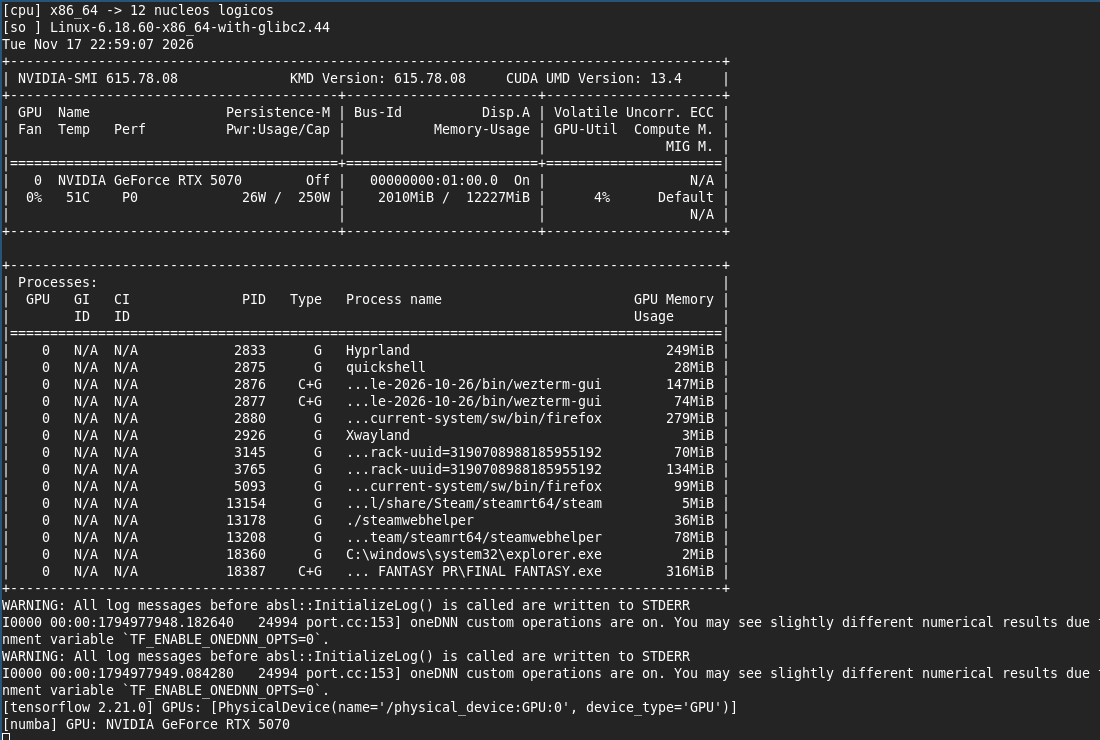 [cpu] x86_64 -> 12 nucleos logicos
[so ] Linux-6.18.60-x86_64-with-glibc2.44
Tue Nov 17 22:59:07 2026
+-----------------------------------------------------------------------------------------+
| NVIDIA-SMI 615.78.08              KMD Version: 615.78.08     CUDA UMD Version: 13.4     |
+-----------------------------------------+------------------------+----------------------+
| GPU  Name                 Persistence-M | Bus-Id          Disp.A | Volatile Uncorr. ECC |
| Fan  Temp   Perf          Pwr:Usage/Cap |           Memory-Usage | GPU-Util  Compute M. |
|                                         |                        |               MIG M. |
|=========================================+========================+======================|
|   0  NVIDIA GeForce RTX 5070        Off |   00000000:01:00.0  On |                  N/A |
|  0%   51C    P0             26W /  250W |    2010MiB /  12227MiB |      4%      Default |
|                                         |                        |                  N/A |
+-----------------------------------------+------------------------+----------------------+

+-----------------------------------------------------------------------------------------+
| Processes:                                                                              |
|  GPU   GI   CI              PID   Type   Process name                        GPU Memory |
|        ID   ID                                                               Usage      |
|=========================================================================================|
|    0   N/A  N/A            2833      G   Hyprland                                249MiB |
|    0   N/A  N/A            2875      G   quickshell                               28MiB |
|    0   N/A  N/A            2876    C+G   ...le-2026-10-26/bin/wezterm-gui        147MiB |
|    0   N/A  N/A            2877    C+G   ...le-2026-10-26/bin/wezterm-gui         74MiB |
|    0   N/A  N/A            2880      G   ...current-system/sw/bin/firefox        279MiB |
|    0   N/A  N/A            2926      G   Xwayland                                  3MiB |
|    0   N/A  N/A            3145      G   ...rack-uuid=3190708988185955192         70MiB |
|    0   N/A  N/A            3765      G   ...rack-uuid=3190708988185955192        134MiB |
|    0   N/A  N/A            5093      G   ...current-system/sw/bin/firefox         99MiB |
|    0   N/A  N/A           13154      G   ...l/share/Steam/steamrt64/steam          5MiB |
|    0   N/A  N/A           13178      G   ./steamwebhelper                         36MiB |
|    0   N/A  N/A           13208      G   ...team/steamrt64/steamwebhelper         78MiB |
|    0   N/A  N/A           18360      G   C:\windows\system32\explorer.exe          2MiB |
|    0   N/A  N/A           18387    C+G   ... FANTASY PR\FINAL FANTASY.exe        316MiB |
+-----------------------------------------------------------------------------------------+
WARNING: All log messages before absl::InitializeLog() is called are written to STDERR
I0000 00:00:1794977948.182640   24994 port.cc:153] oneDNN custom operations are on. You may see slightly different numerical results due
nment variable `TF_ENABLE_ONEDNN_OPTS=0`.
WARNING: All log messages before absl::InitializeLog() is called are written to STDERR
I0000 00:00:1794977949.084280   24994 port.cc:153] oneDNN custom operations are on. You may see slightly different numerical results due
nment variable `TF_ENABLE_ONEDNN_OPTS=0`.
[tensorflow 2.21.0] GPUs: [PhysicalDevice(name='/physical_device:GPU:0', device_type='GPU')]
[numba] GPU: NVIDIA GeForce RTX 5070